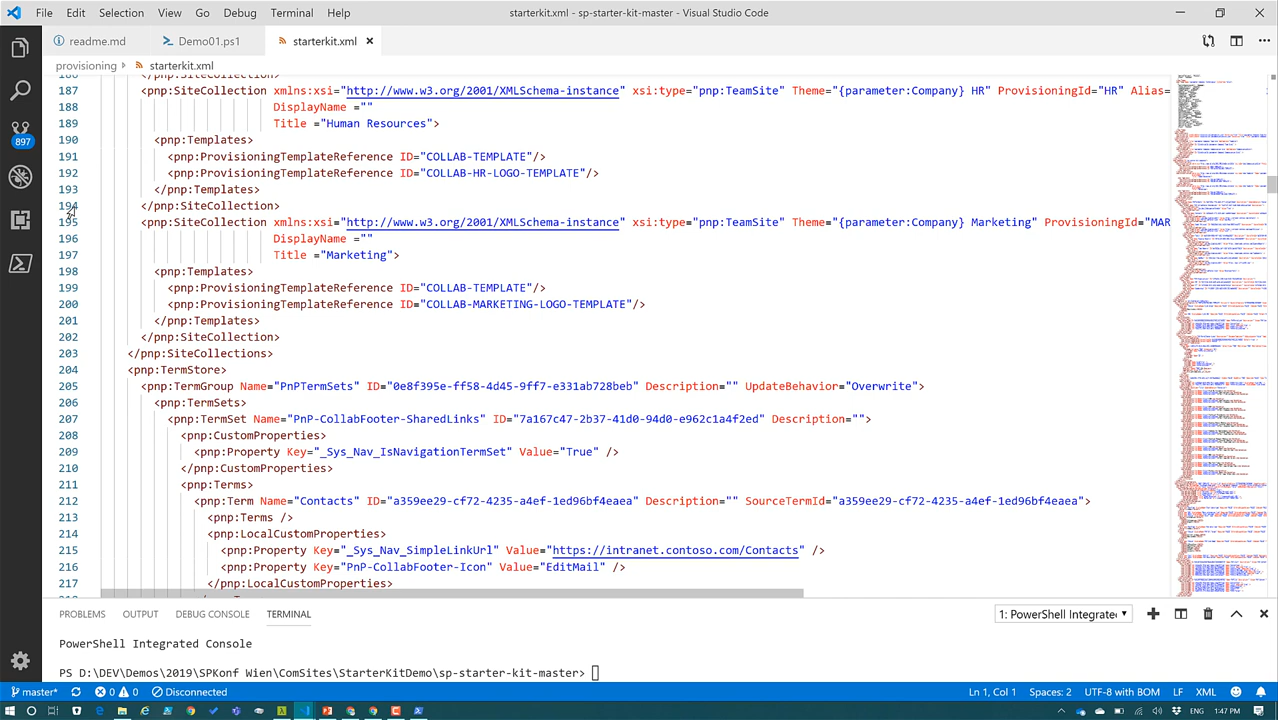 File Edit Selection View Go Debug Terminal Help starterkit.xml - sp-starter-kit-master - Visual Studio Code
readme.md Demo01.ps1 starterkit.xml
provisioning starterkit.xml
186 </pnp:SiteCollection>
187 <pnp:SiteCollection xmlns:xsi="http://www.w3.org/2001/XMLSchema-instance" xsi:type="pnp:TeamSite" Theme="{parameter:Company} HR" ProvisioningId="HR" Alias=
188 DisplayName =""
189 Title ="Human Resources">
190 <pnp:Templates>
191 <pnp:ProvisioningTemplateReference ID="COLLAB-TEMPLATE"/>
192 <pnp:ProvisioningTemplateReference ID="COLLAB-HR-LOGO-TEMPLATE"/>
193 </pnp:Templates>
194 </pnp:SiteCollection>
195 <pnp:SiteCollection xmlns:xsi="http://www.w3.org/2001/XMLSchema-instance" xsi:type="pnp:TeamSite" Theme="{parameter:Company} Marketing" ProvisioningId="MAR
196 DisplayName =""
197 Title ="Marketing">
198 <pnp:Templates>
199 <pnp:ProvisioningTemplateReference ID="COLLAB-TEMPLATE"/>
200 <pnp:ProvisioningTemplateReference ID="COLLAB-MARKETING-LOGO-TEMPLATE"/>
201 </pnp:Templates>
202 </pnp:SiteCollection>
203 </pnp:SiteCollections>
204 <pnp:TermStore>
205 <pnp:TermGroup Name="PnPTermSets" Description="" UpdateBehavior="Overwrite">
206 <pnp:TermSets>
207 <pnp:TermSet Name="PnP-CollabFooter-SharedLinks" Description="">
208 <pnp:CustomProperties>
209 <pnp:Property Key="_Sys_Nav_IsNavigationTermSet" Value="True" />
210 </pnp:CustomProperties>
211 <pnp:Terms>
212 <pnp:Term Name="Contacts" ID="a359ee29-cf72-4235-a4ef-1ed96bf4eaea" Description="" SourceTermId="a359ee29-cf72-4235-a4ef-1ed96bf4eaea">
213 <pnp:Terms />
214 <pnp:LocalCustomProperties>
215 <pnp:Property Key="_Sys_Nav_SimpleLinkUrl" Value="https://intranet.contoso.com/Contacts" />
216 <pnp:Property Key="PnP-CollabFooter-Icon" Value="EditMail" />
217 </pnp:LocalCustomProperties>
897
PROBLEMS OUTPUT DEBUG CONSOLE TERMINAL 1: PowerShell Integrate
PowerShell Integrated Console
PS D:\DEV\Demos\2019\SPKonf Wien\ComSites\StarterKitDemo\sp-starter-kit-master>
master* 0 0 Disconnected Ln 1, Col 1 Spaces: 2 UTF-8 with BOM LF XML
ENG 1:47 PM